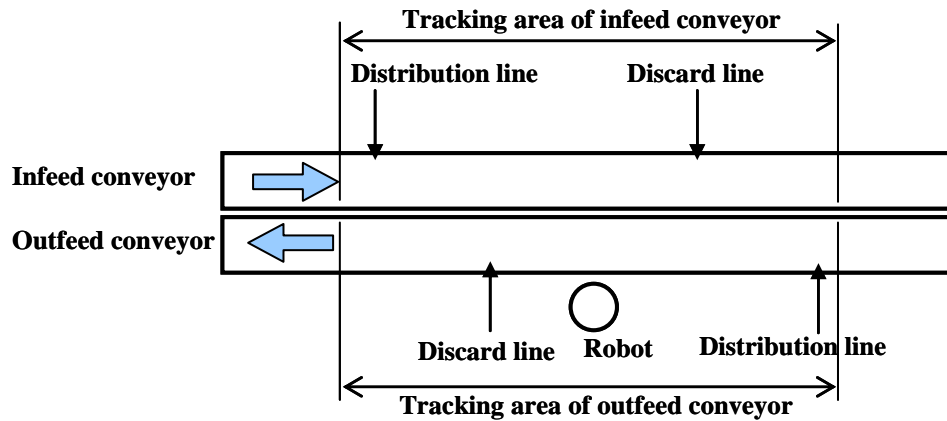 Tracking area of infeed conveyor
Distribution line
Discard line
Infeed conveyor
Outfeed conveyor
Discard line
Robot
Distribution line
Tracking area of outfeed conveyor